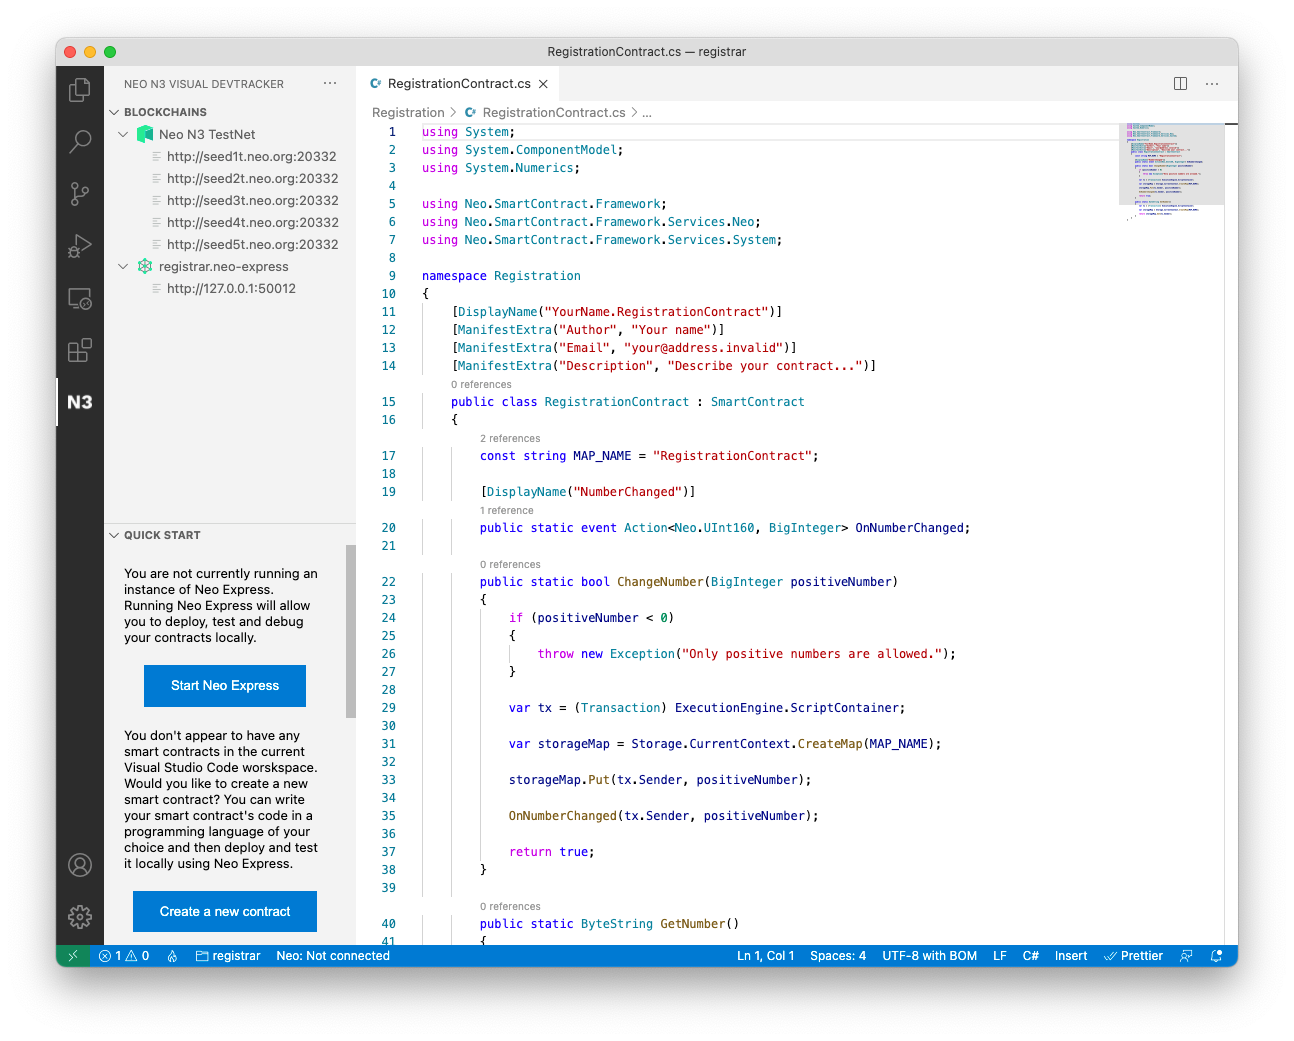 RegistrationContract.cs — registrar
NEO N3 VISUAL DEVTRACKER
BLOCKCHAINS
Neo N3 TestNet
http://seed1t.neo.org:20332
http://seed2t.neo.org:20332
http://seed3t.neo.org:20332
http://seed4t.neo.org:20332
http://seed5t.neo.org:20332
registrar.neo-express
http://127.0.0.1:50012
N3
QUICK START
You are not currently running an
instance of Neo Express.
Running Neo Express will allow
you to deploy, test and debug
your contracts locally.
Start Neo Express
You don't appear to have any
smart contracts in the current
Visual Studio Code worskspace.
Would you like to create a new
smart contract? You can write
your smart contract's code in a
programming language of your
choice and then deploy and test
it locally using Neo Express.
Create a new contract
C# RegistrationContract.cs
Registration > C# RegistrationContract.cs > ...
1 using System;
2 using System.ComponentModel;
3 using System.Numerics;
4
5 using Neo.SmartContract.Framework;
6 using Neo.SmartContract.Framework.Services.Neo;
7 using Neo.SmartContract.Framework.Services.System;
8
9 namespace Registration
10 {
11 [DisplayName("YourName.RegistrationContract")]
12 [ManifestExtra("Author", "Your name")]
13 [ManifestExtra("Email", "your@address.invalid")]
14 [ManifestExtra("Description", "Describe your contract...")]
0 references
15 public class RegistrationContract : SmartContract
16 {
2 references
17 const string MAP_NAME = "RegistrationContract";
18
19 [DisplayName("NumberChanged")]
1 reference
20 public static event Action<Neo.UInt160, BigInteger> OnNumberChanged;
21
0 references
22 public static bool ChangeNumber(BigInteger positiveNumber)
23 {
24 if (positiveNumber < 0)
25 {
26 throw new Exception("Only positive numbers are allowed.");
27 }
28
29 var tx = (Transaction) ExecutionEngine.ScriptContainer;
30
31 var storageMap = Storage.CurrentContext.CreateMap(MAP_NAME);
32
33 storageMap.Put(tx.Sender, positiveNumber);
34
35 OnNumberChanged(tx.Sender, positiveNumber);
36
37 return true;
38 }
39
0 references
40 public static ByteString GetNumber()
41 {
1 0 registrar Neo: Not connected Ln 1, Col 1 Spaces: 4 UTF-8 with BOM LF C# Insert Prettier